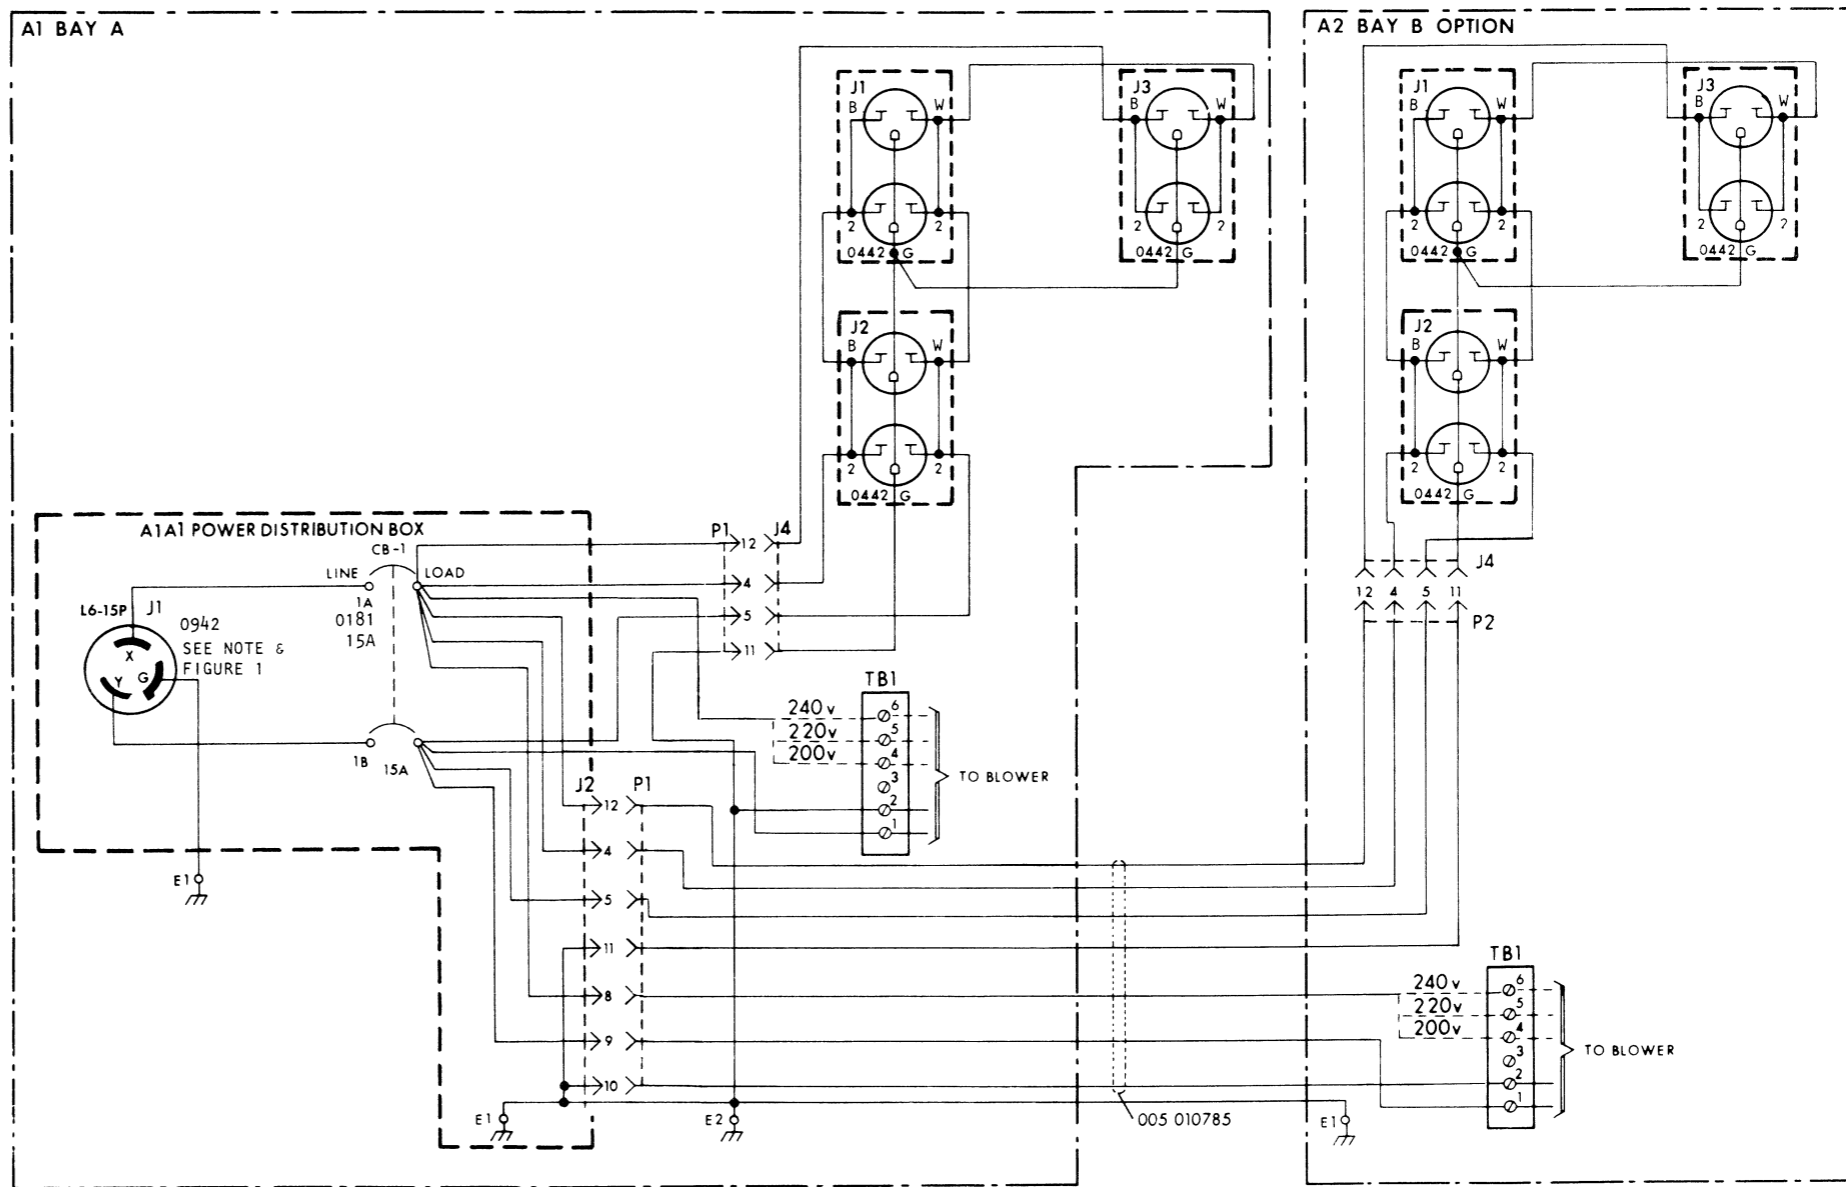 A1 BAY A
A2 BAY B OPTION
J1
B
W
2
2
0442 G
J3
B
W
2
2
0442 G
J2
B
W
2
2
0442 G
J1
B
W
2
2
0442 G
J3
B
W
2
?
0442 G
J2
B
W
2
2
0442 G
A1A1 POWER DISTRIBUTION BOX
CB-1
LINE
LOAD
1A
0181
15A
L6-15P
J1
0942
SEE NOTE &
FIGURE 1
X
Y
G
1B
15A
E1
P1
J4
12
4
5
11
J4
12
4
5
11
P2
TB1
240v
6
220v
5
200v
4
3
2
1
TO BLOWER
J2
P1
12
4
5
11
8
9
10
E1
E2
005 010785
E1
TB1
240v
6
220v
5
200v
4
3
2
1
TO BLOWER